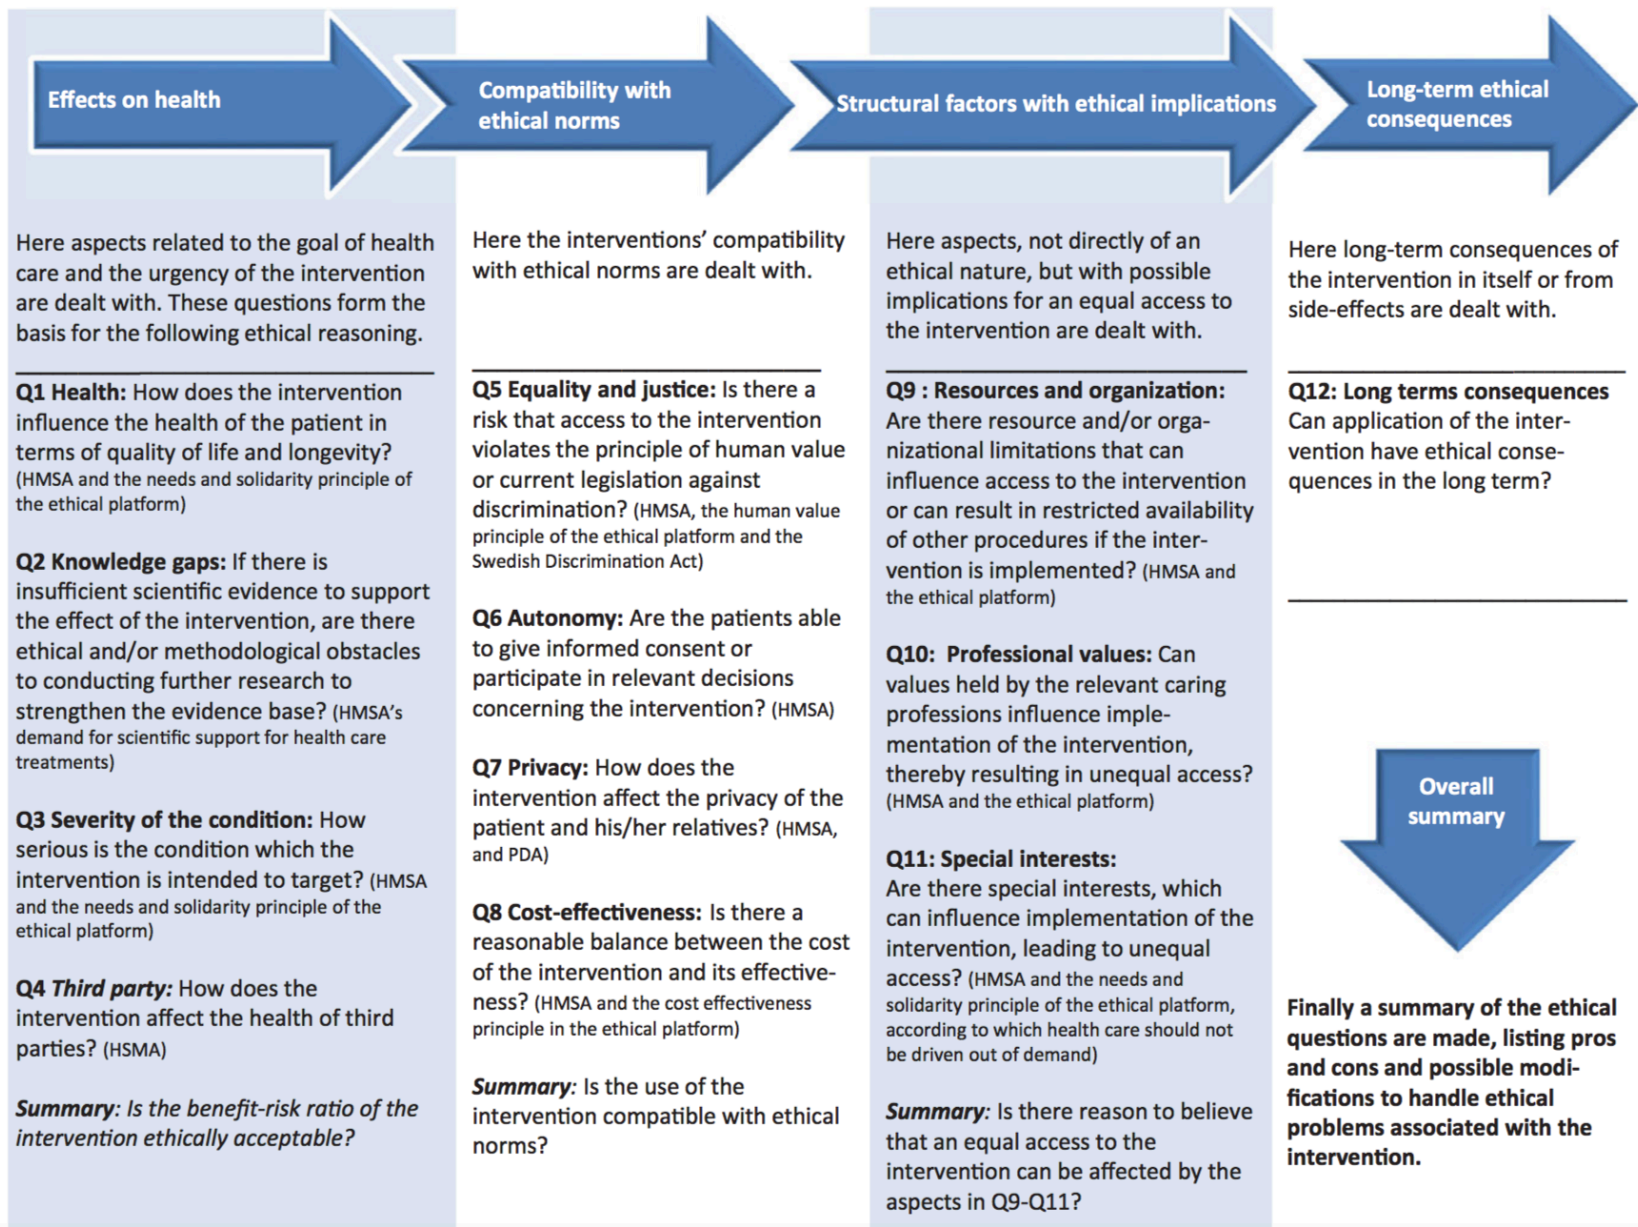 Effects on health
Here aspects related to the goal of health
care and the urgency of the intervention
are dealt with. These questions form the
basis for the following ethical reasoning.
Q1 Health: How does the intervention
influence the health of the patient in
terms of quality of life and longevity?
(HMSA and the needs and solidarity principle of
the ethical platform)
Q2 Knowledge gaps: If there is
insufficient scientific evidence to support
the effect of the intervention, are there
ethical and/or methodological obstacles
to conducting further research to
strengthen the evidence base? (HMSA's
demand for scientific support for health care
treatments)
Q3 Severity of the condition: How
serious is the condition which the
intervention is intended to target? (HMSA
and the needs and solidarity principle of the
ethical platform)
Q4 Third party: How does the
intervention affect the health of third
parties? (HSMA)
Summary: Is the benefit-risk ratio of the
intervention ethically acceptable?
Compatibility with
ethical norms
Here the interventions' compatibility
with ethical norms are dealt with.
Q5 Equality and justice: Is there a
risk that access to the intervention
violates the principle of human value
or current legislation against
discrimination? (HMSA, the human value
principle of the ethical platform and the
Swedish Discrimination Act)
Q6 Autonomy: Are the patients able
to give informed consent or
participate in relevant decisions
concerning the intervention? (HMSA)
Q7 Privacy: How does the
intervention affect the privacy of the
patient and his/her relatives? (HMSA,
and PDA)
Q8 Cost-effectiveness: Is there a
reasonable balance between the cost
of the intervention and its effective-
ness? (HMSA and the cost effectiveness
principle in the ethical platform)
Summary: Is the use of the
intervention compatible with ethical
norms?
Structural factors with ethical implications
Here aspects, not directly of an
ethical nature, but with possible
implications for an equal access to
the intervention are dealt with.
Q9 : Resources and organization:
Are there resource and/or orga-
nizational limitations that can
influence access to the intervention
or can result in restricted availability
of other procedures if the inter-
vention is implemented? (HMSA and
the ethical platform)
Q10: Professional values: Can
values held by the relevant caring
professions influence imple-
mentation of the intervention,
thereby resulting in unequal access?
(HMSA and the ethical platform)
Q11: Special interests:
Are there special interests, which
can influence implementation of the
intervention, leading to unequal
access? (HMSA and the needs and
solidarity principle of the ethical platform,
according to which health care should not
be driven out of demand)
Summary: Is there reason to believe
that an equal access to the
intervention can be affected by the
aspects in Q9-Q11?
Long-term ethical
consequences
Here long-term consequences of
the intervention in itself or from
side-effects are dealt with.
Q12: Long terms consequences
Can application of the inter-
vention have ethical conse-
quences in the long term?
Overall
summary
Finally a summary of the ethical
questions are made, listing pros
and cons and possible modi-
fications to handle ethical
problems associated with the
intervention.